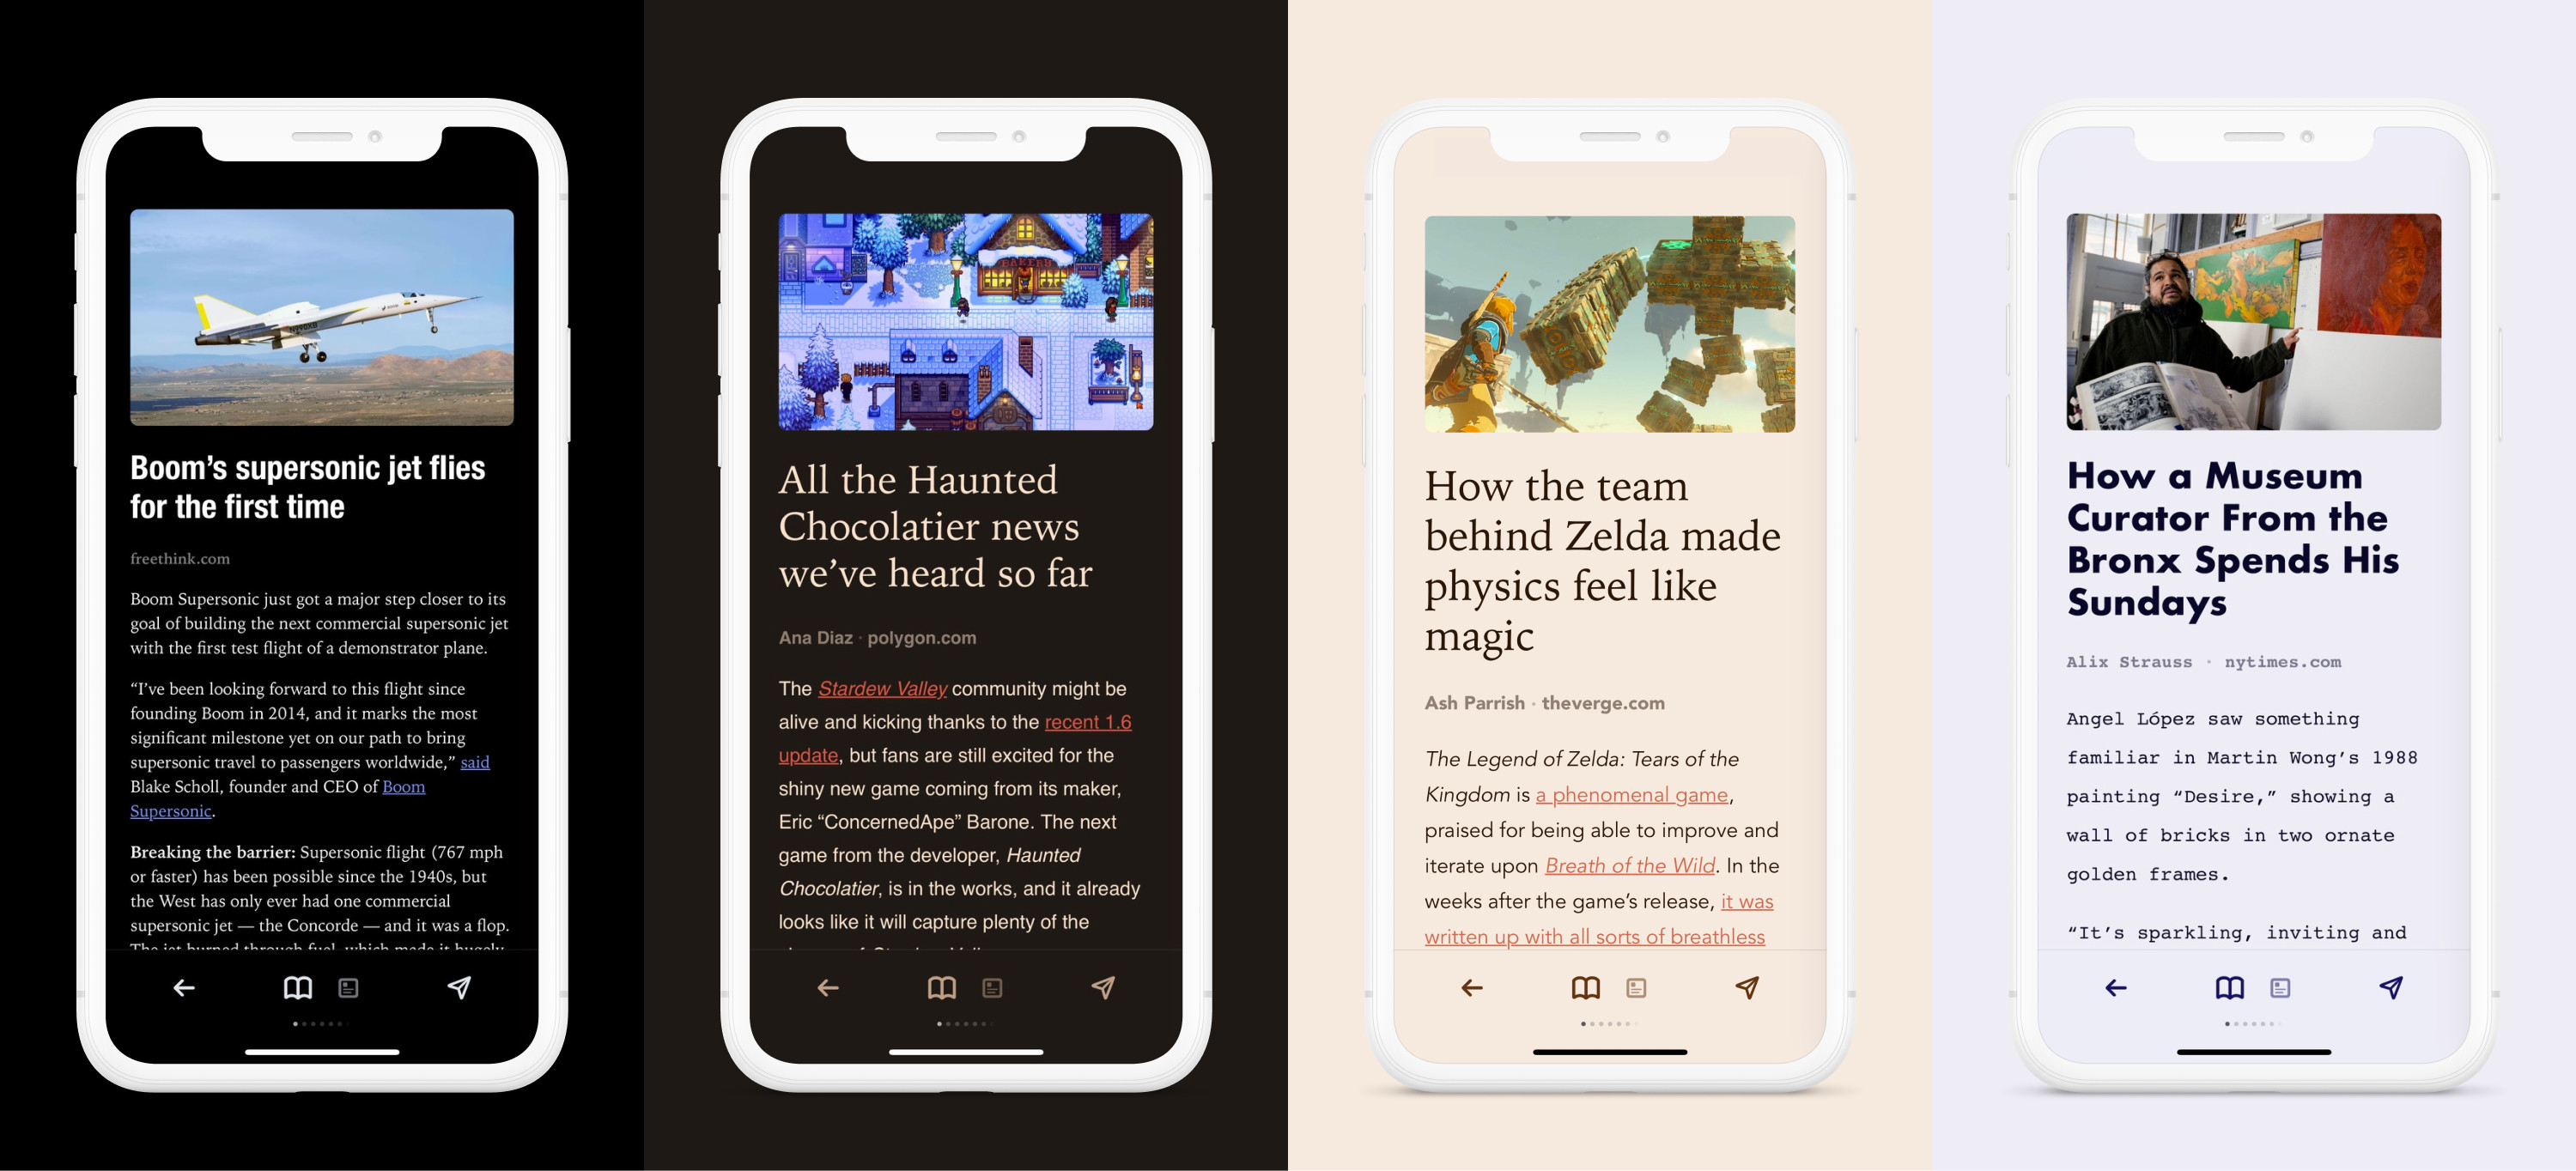 Boom’s supersonic jet flies
for the first time
freethink.com
Boom Supersonic just got a major step closer to its
goal of building the next commercial supersonic jet
with the first test flight of a demonstrator plane.
“I’ve been looking forward to this flight since
founding Boom in 2014, and it marks the most
significant milestone yet on our path to bring
supersonic travel to passengers worldwide,” said
Blake Scholl, founder and CEO of Boom
Supersonic.
Breaking the barrier: Supersonic flight (767 mph
or faster) has been possible since the 1940s, but
the West has only ever had one commercial
supersonic jet — the Concorde — and it was a flop.
The jet burned through fuel, which made it hugely
BAKERY
All the Haunted
Chocolatier news
we’ve heard so far
Ana Diaz · polygon.com
The Stardew Valley community might be
alive and kicking thanks to the recent 1.6
update, but fans are still excited for the
shiny new game coming from its maker,
Eric “ConcernedApe” Barone. The next
game from the developer, Haunted
Chocolatier, is in the works, and it already
looks like it will capture plenty of the
How the team
behind Zelda made
physics feel like
magic
Ash Parrish · theverge.com
The Legend of Zelda: Tears of the
Kingdom is a phenomenal game,
praised for being able to improve and
iterate upon Breath of the Wild. In the
weeks after the game’s release, it was
written up with all sorts of breathless
How a Museum
Curator From the
Bronx Spends His
Sundays
Alix Strauss · nytimes.com
Angel López saw something
familiar in Martin Wong’s 1988
painting “Desire,” showing a
wall of bricks in two ornate
golden frames.
“It’s sparkling, inviting and